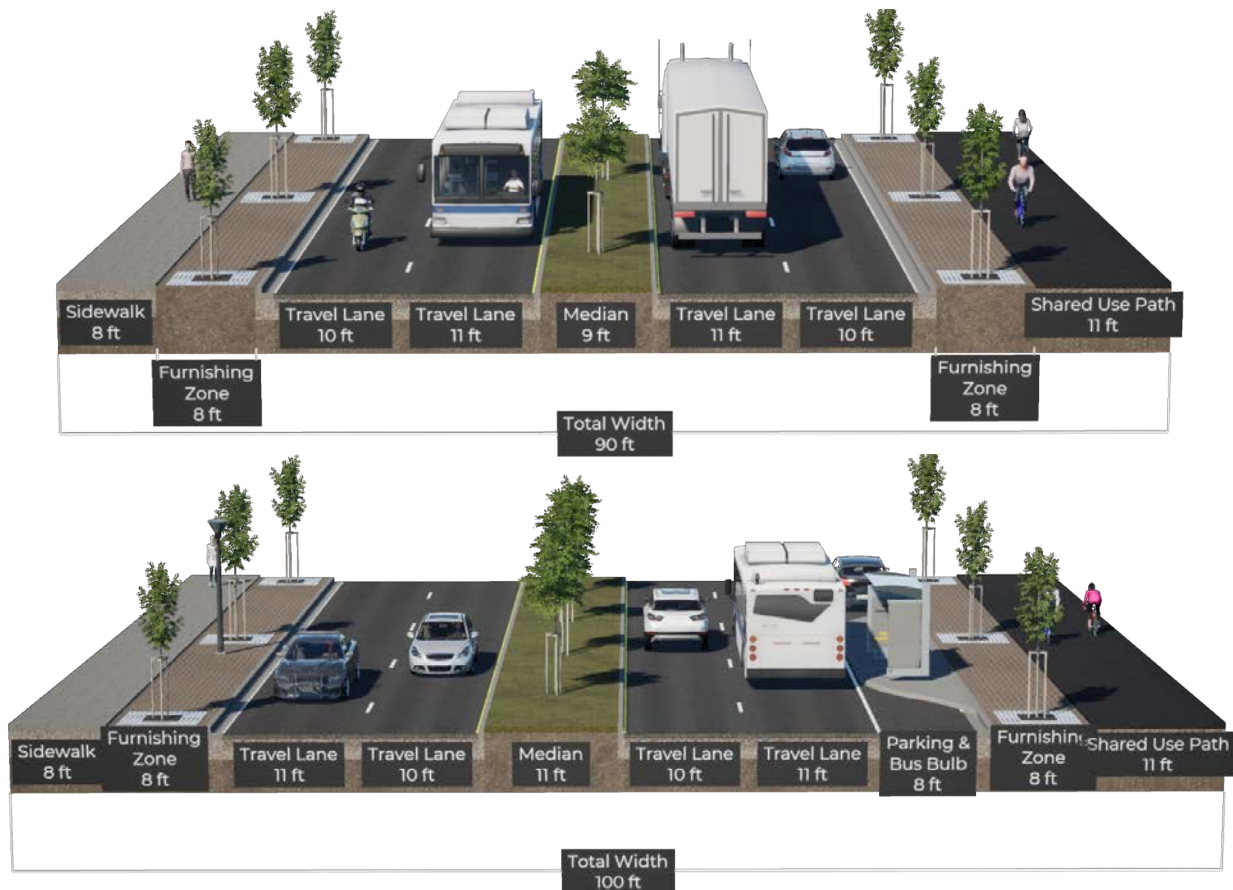 Sidewalk
8 ft
Furnishing
Zone
8 ft
Travel Lane
10 ft
Travel Lane
11 ft
Median
9 ft
Travel Lane
11 ft
Travel Lane
10 ft
Furnishing
Zone
8 ft
Shared Use Path
11 ft
Total Width
90 ft
Sidewalk
8 ft
Furnishing
Zone
8 ft
Travel Lane
11 ft
Travel Lane
10 ft
Median
11 ft
Travel Lane
10 ft
Travel Lane
11 ft
Parking &
Bus Bulb
8 ft
Furnishing
Zone
8 ft
Shared Use Path
11 ft
Total Width
100 ft